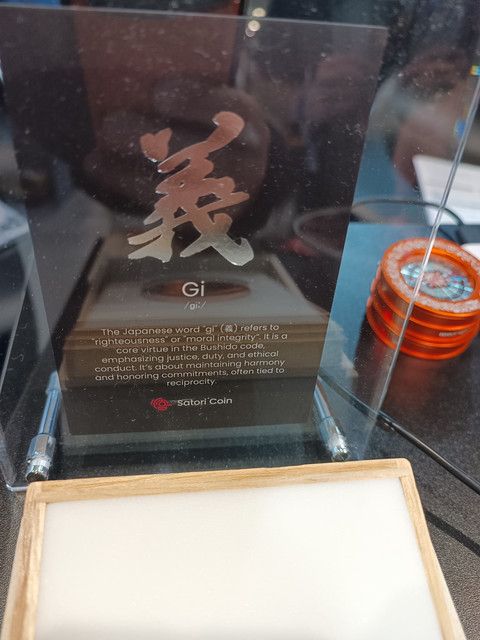 義
Gi
/giː/
The Japanese word "gi" (義) refers to
"righteousness" or "moral integrity". It is a
core virtue in the Bushido code,
emphasizing justice, duty, and ethical
conduct. It's about maintaining harmony
and honoring commitments, often tied to
reciprocity.
Satori Coin